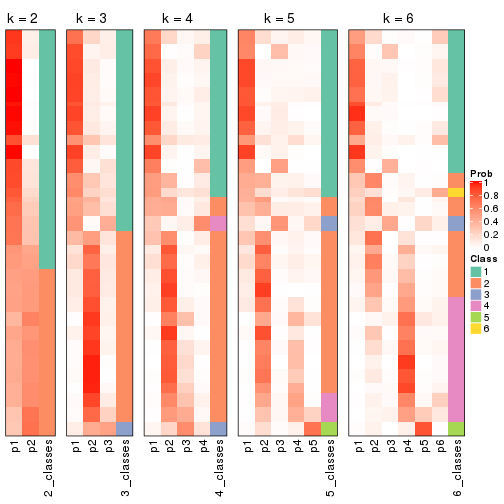 k = 2
k = 3
k = 4
k = 5
k = 6
Prob
1
0.8
0.6
0.4
0.2
0
Class
1
2
3
4
5
6
p1
p2
2_classes
p1
p2
p3
3_classes
p1
p2
p3
p4
4_classes
p1
p2
p3
p4
p5
5_classes
p1
p2
p3
p4
p5
p6
6_classes